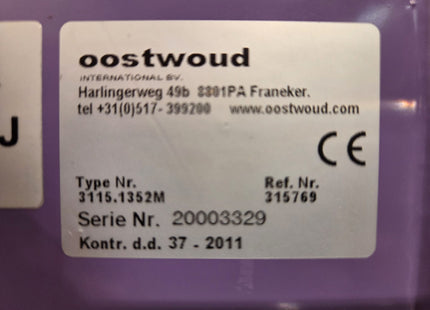 oostwoud
INTERNATIONAL BV.
Harlingerweg 49b 8801PA Franeker.
tel +31(0)517- 399200 www.oostwoud.com
CE
J
Type Nr. Ref. Nr.
3115.1352M 315769
Serie Nr. 20003329
Kontr. d.d. 37 - 2011